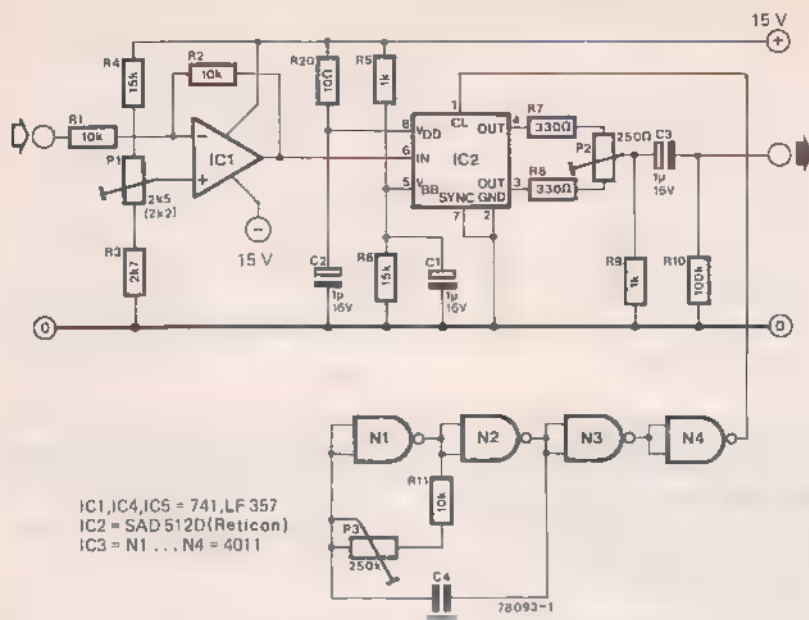 15 V
+
R4
15k
R2
10k
R20
10Ω
R5
1k
R1
10k
P1
2k5
(2k2)
−
+
IC1
−
15 V
R3
2k7
C2
1µ
16V
1
CL
8
VDD
OUT
4
6
IN
IC2
5
VBB
OUT
3
SYNC
GND
7
2
R6
15k
C1
1µ
16V
R7
330Ω
R8
330Ω
P2
250Ω
C3
1µ
16V
R9
1k
R10
100k
0
0
N1
N2
N3
N4
R11
10k
P3
250k
C4
78093-1
IC1,IC4,IC5 = 741,LF 357
IC2 = SAD 512D(Reticon)
IC3 = N1 ... N4 = 4011